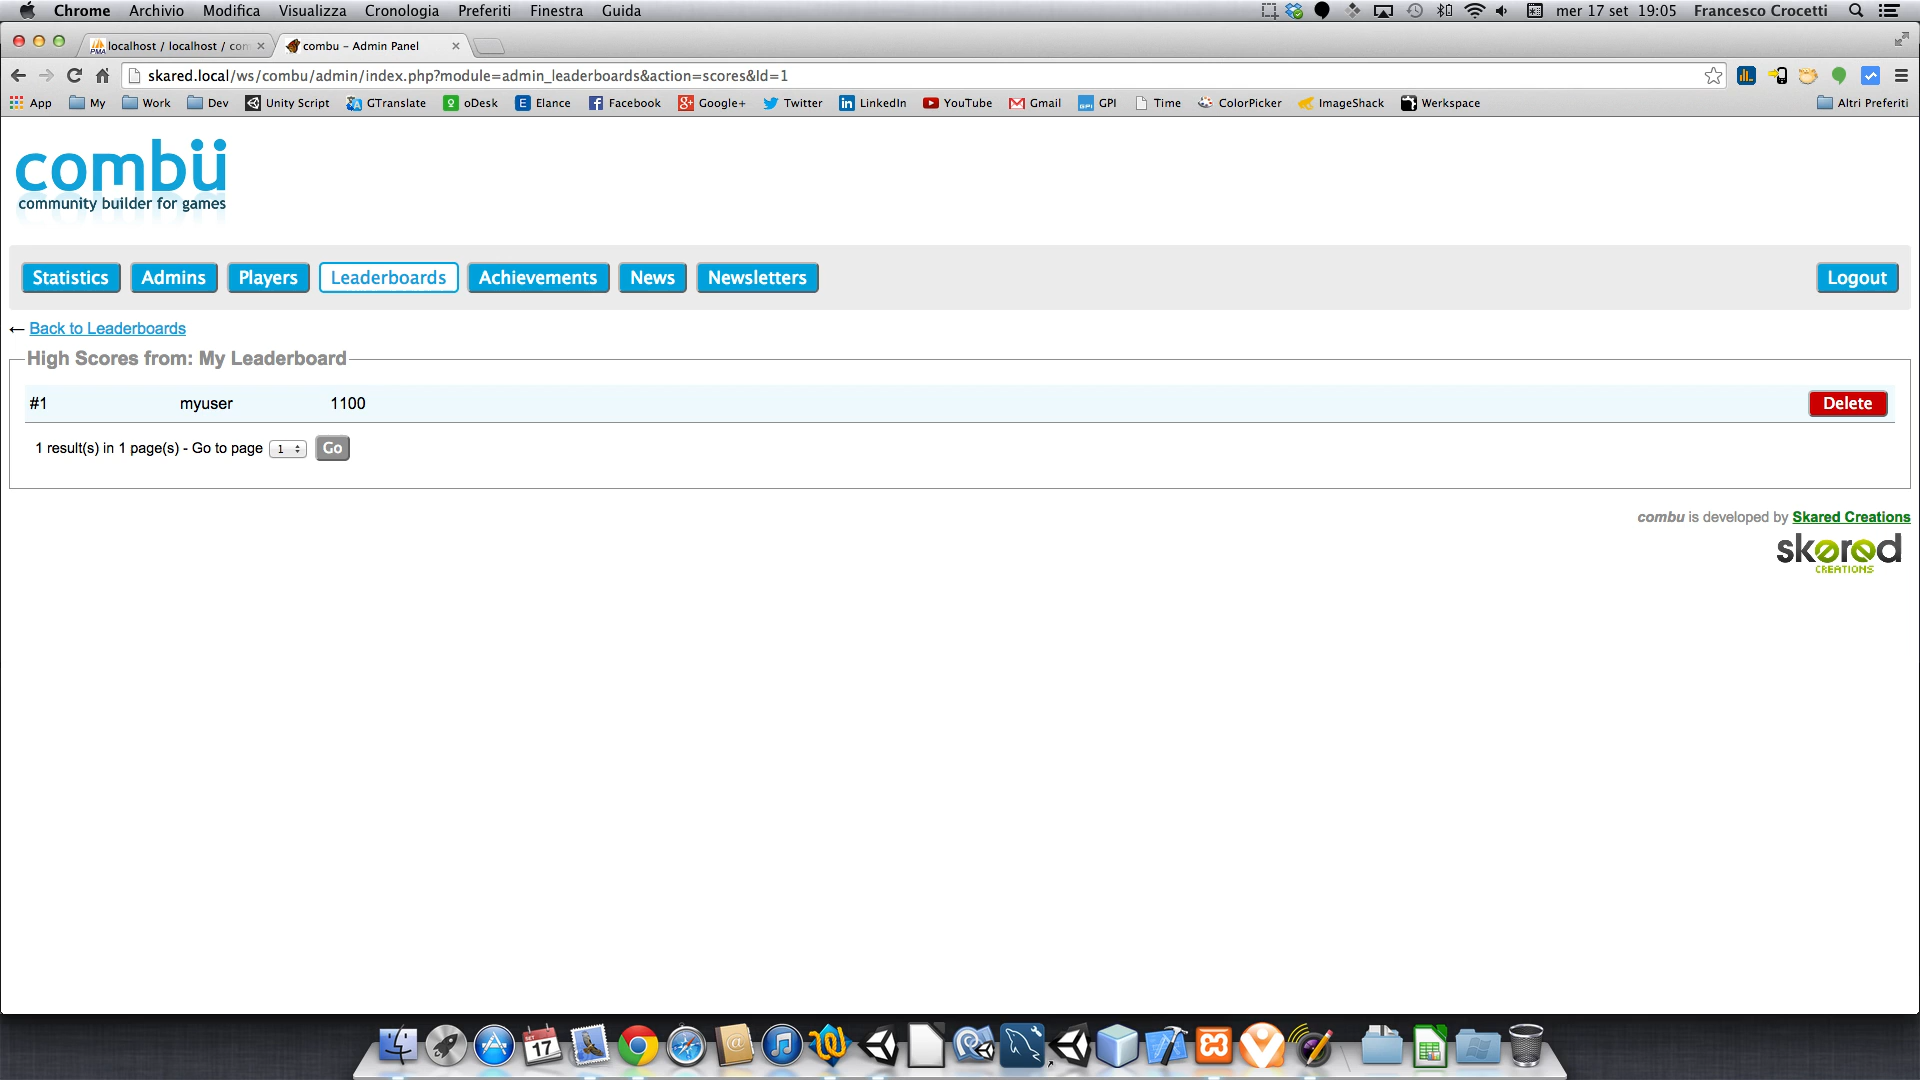 Chrome Archivio Modifica Visualizza Cronologia Preferiti Finestra Guida mer 17 set 19:05 Francesco Crocetti
localhost / localhost / com combu – Admin Panel
skared.local/ws/combu/admin/index.php?module=admin_leaderboards&action=scores&Id=1
App My Work Dev Unity Script GTranslate oDesk Elance Facebook Google+ Twitter LinkedIn YouTube Gmail GPI Time ColorPicker ImageShack Werkspace Altri Preferiti
combü
community builder for games
Statistics Admins Players Leaderboards Achievements News Newsletters Logout
← Back to Leaderboards
High Scores from: My Leaderboard
#1 myuser 1100 Delete
1 result(s) in 1 page(s) - Go to page 1 Go
combu is developed by Skared Creations
skared
CREATIONS
SET
17